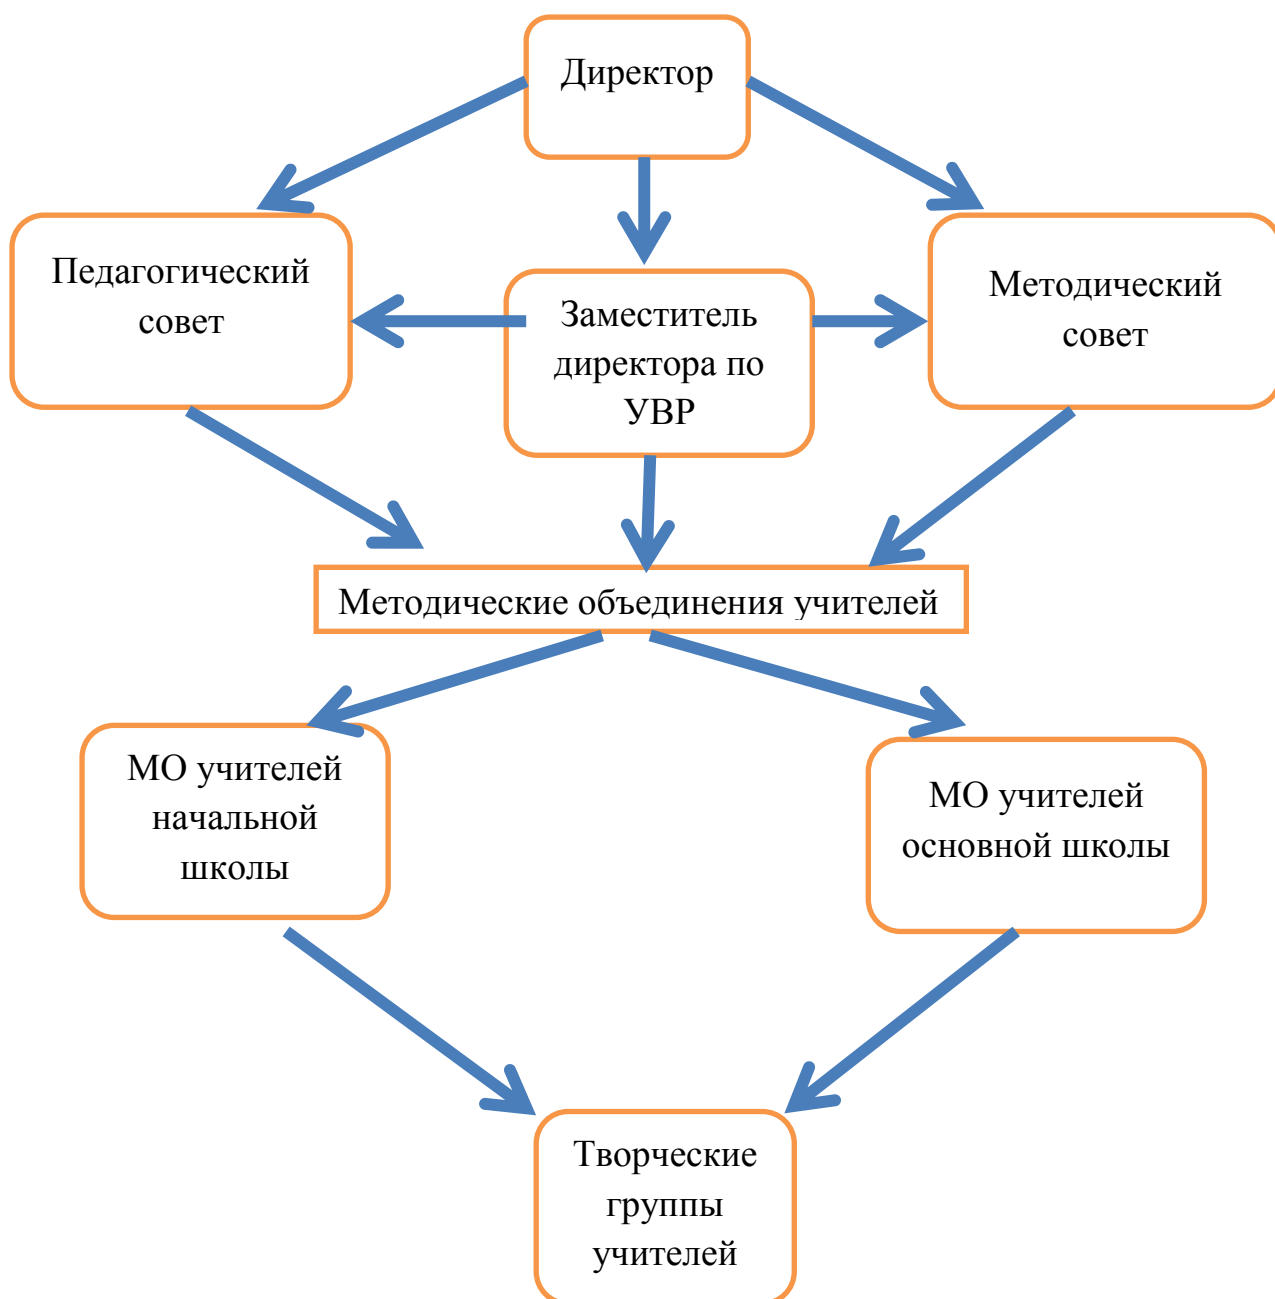 Директор
Педагогический
совет
Заместитель
директора по
УВР
Методический
совет
Методические объединения учителей
МО учителей
начальной
школы
МО учителей
основной школы
Творческие
группы
учителей